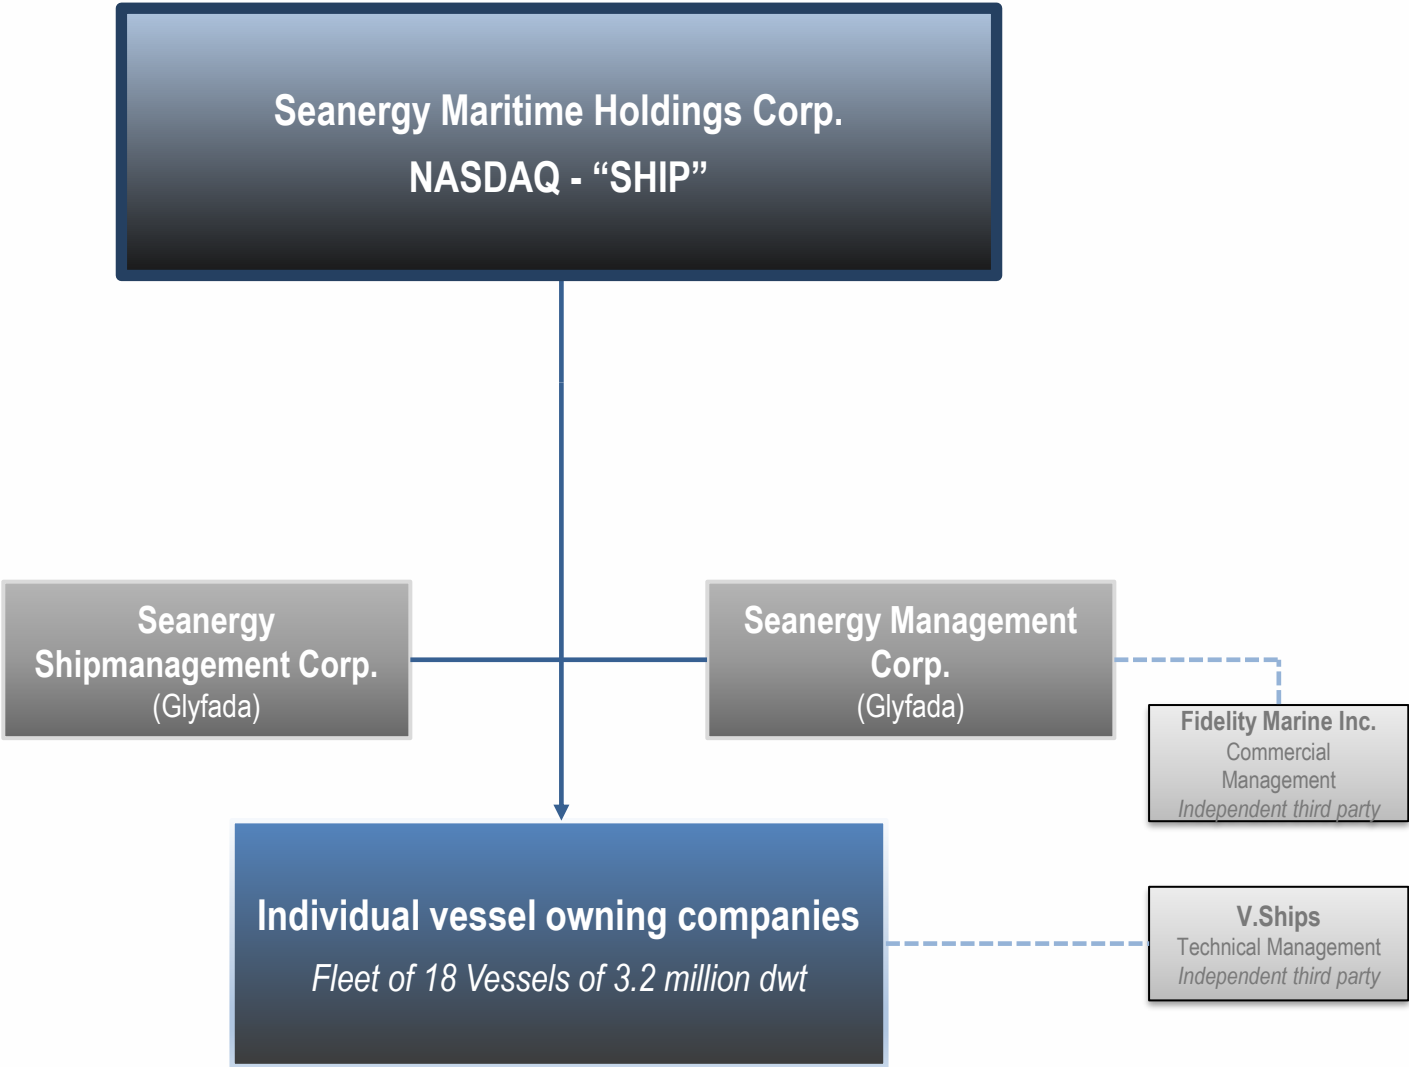 Seanergy Maritime Holdings Corp.
NASDAQ - “SHIP”
Seanergy
Shipmanagement Corp.
(Glyfada)
Seanergy Management
Corp.
(Glyfada)
Fidelity Marine Inc.
Commercial
Management
Independent third party
Individual vessel owning companies
Fleet of 18 Vessels of 3.2 million dwt
V.Ships
Technical Management
Independent third party